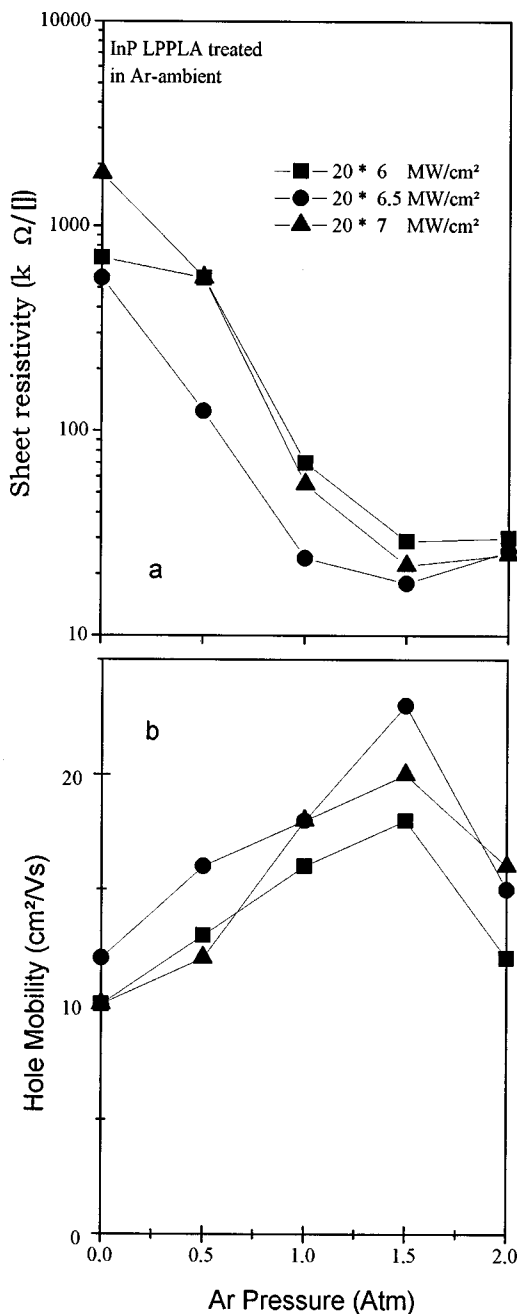 10000
InP LPPLA treated
in Ar-ambient
20 * 6 MW/cm²
20 * 6.5 MW/cm²
20 * 7 MW/cm²
1000
100
10
Sheet resistivity (k Ω/[])
a
b
20
10
0
Hole Mobility (cm²/Vs)
0.0 0.5 1.0 1.5 2.0
Ar Pressure (Atm)